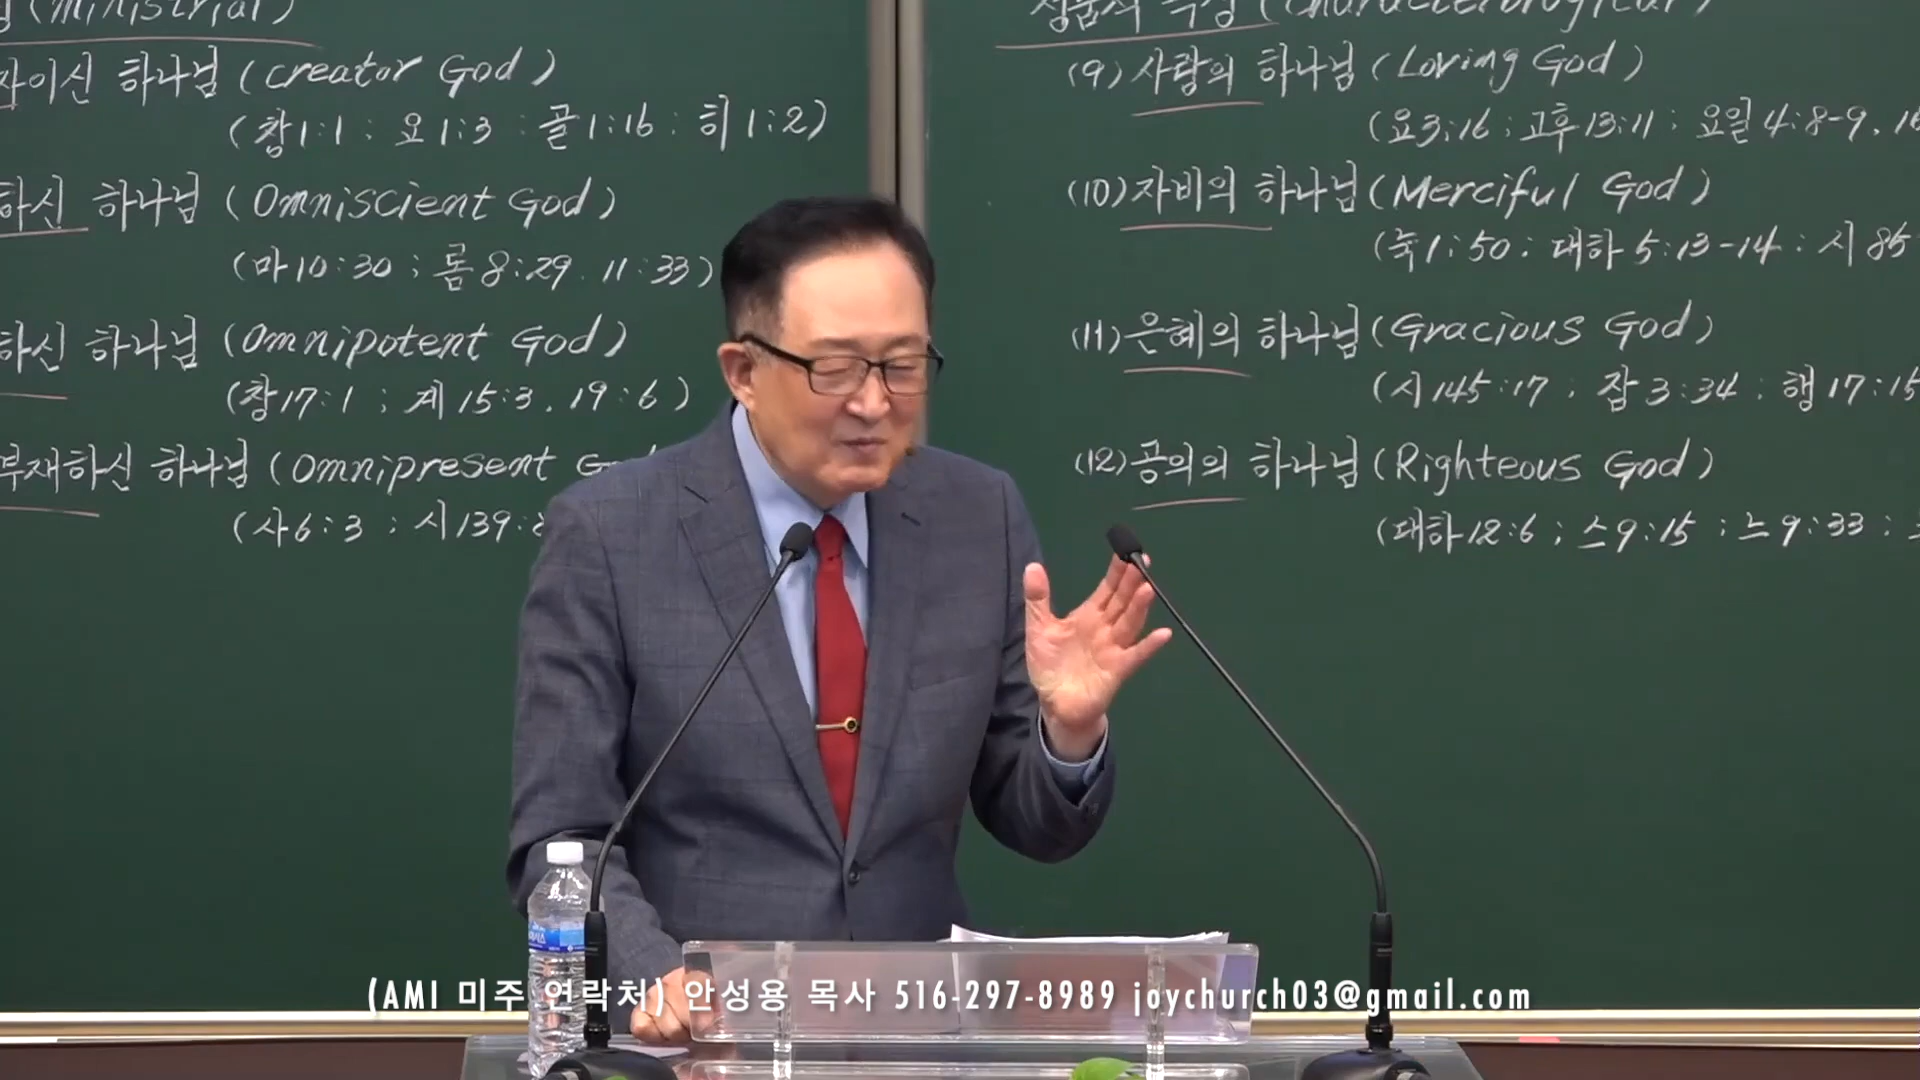 (ministrial)
자이신 하나님 (creator God)
(창1:1 ; 요1:3 ; 골1:16 ; 히1:2)
하신 하나님 (Omniscient God)
(마10:30 ; 롬8:29, 11:33)
하신 하나님 (Omnipotent God)
(창17:1 ; 계15:3, 19:6)
부재하신 하나님 (Omnipresent
(사6:3 ; 시139:
(9) 사랑의 하나님 (Loving God)
(요3:16 ; 고후13:11 ; 요일4:8-9, 16
(10) 자비의 하나님 (Merciful God)
(눅1:50 ; 대하5:13-14 ; 시85
(11) 은혜의 하나님 (Gracious God)
(시145:17 ; 잠3:34 ; 행17:15
(12) 공의의 하나님 (Righteous God)
(대하12:6 ; 스9:15 ; 느9:33 ;
(AMI 미주 연락처) 안성용 목사 516-297-8989 joychurch03@gmail.com